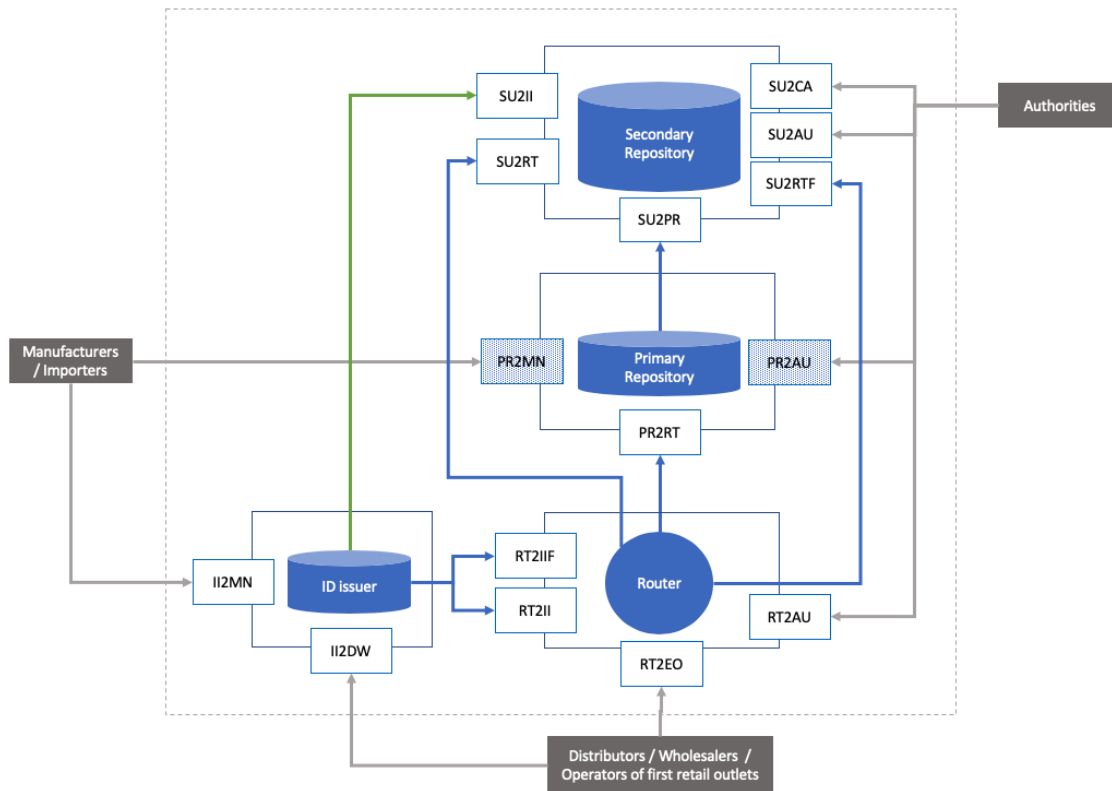 SU2II
SU2CA
Authorities
Secondary
Repository
SU2AU
SU2RT
SU2RTF
SU2PR
Manufacturers
/ Importers
PR2MN
Primary
Repository
PR2AU
PR2RT
RT2IIF
II2MN
ID issuer
Router
RT2II
RT2AU
II2DW
RT2EO
Distributors / Wholesalers /
Operators of first retail outlets